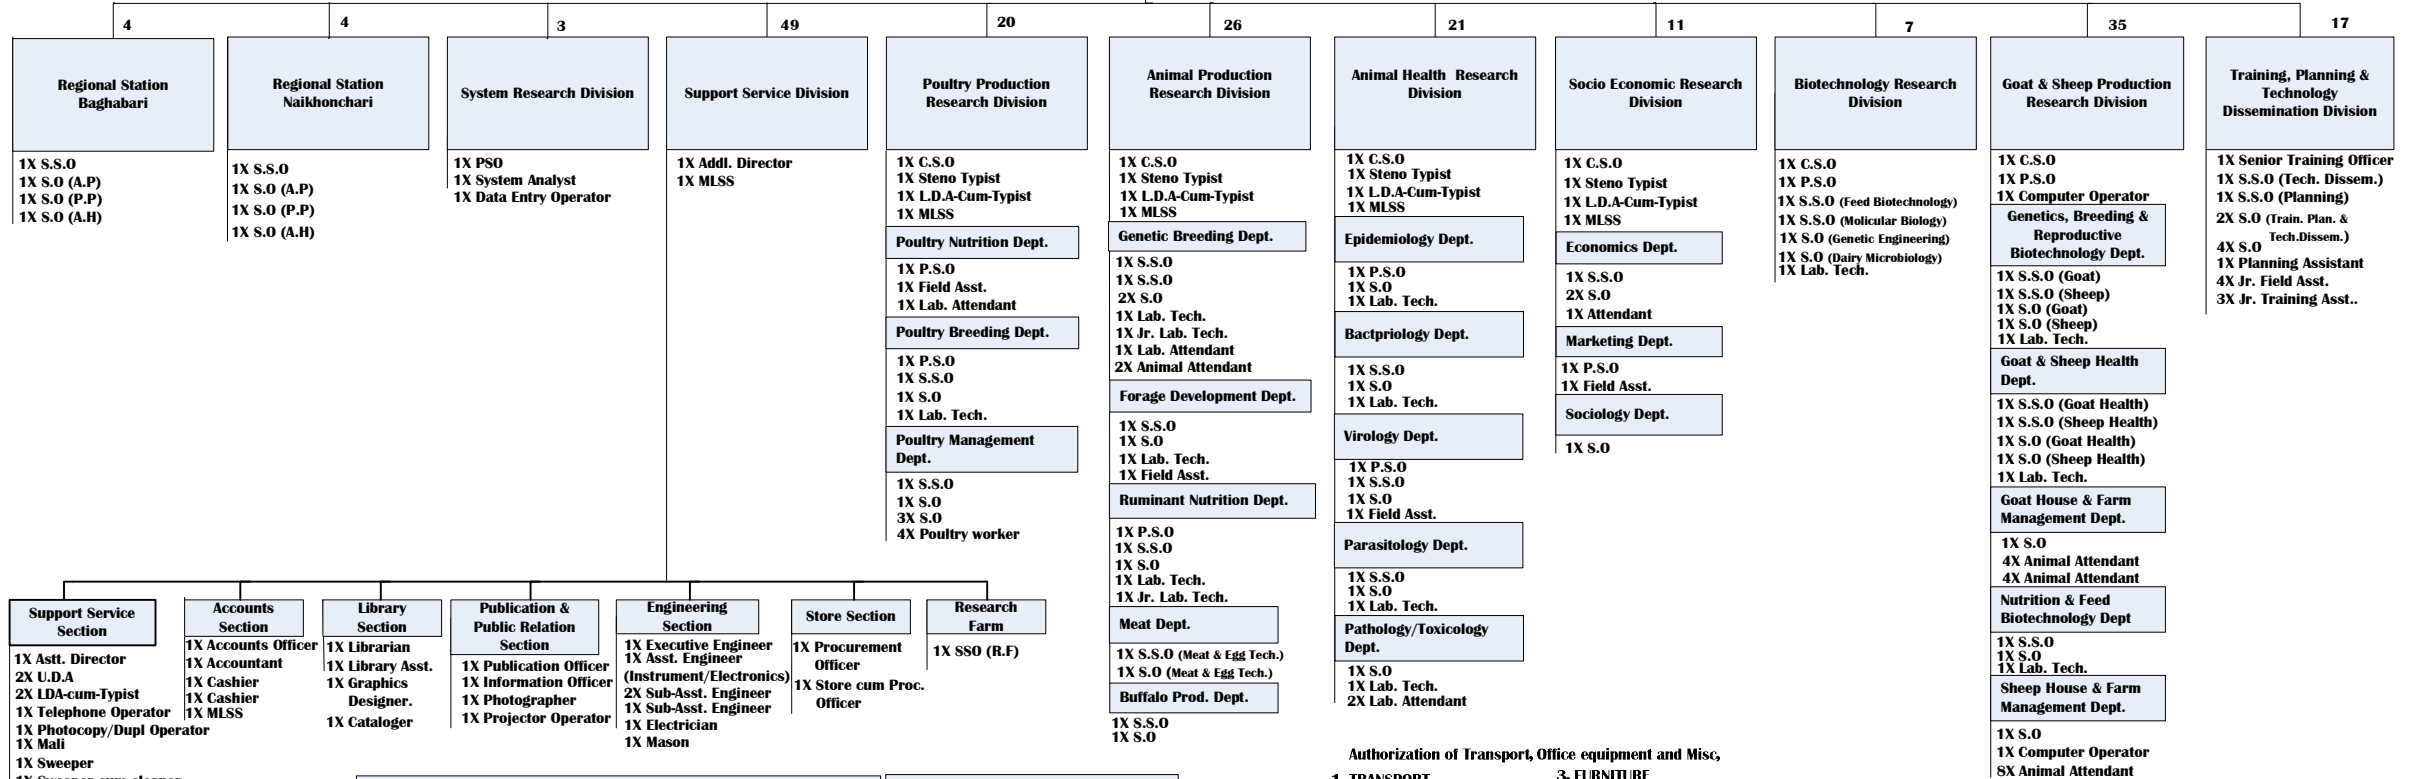 4
4
3
49
20
26
21
11
7
35
17
Regional Station
Baghabari
1X S.S.O
1X S.O (A.P)
1X S.O (P.P)
1X S.O (A.H)
Regional Station
Naikhonchari
1X S.S.O
1X S.O (A.P)
1X S.O (P.P)
1X S.O (A.H)
System Research Division
1X PSO
1X System Analyst
1X Data Entry Operator
Support Service Division
1X Addl. Director
1X MLSS
Poultry Production
Research Division
1X C.S.O
1X Steno Typist
1X L.D.A-Cum-Typist
1X MLSS
Poultry Nutrition Dept.
1X P.S.O
1X Field Asst.
1X Lab. Attendant
Poultry Breeding Dept.
1X P.S.O
1X S.S.O
1X S.O
1X Lab. Tech.
Poultry Management
Dept.
1X S.S.O
1X S.O
3X S.O
4X Poultry worker
Animal Production
Research Division
1X C.S.O
1X Steno Typist
1X L.D.A-Cum-Typist
1X MLSS
Genetic Breeding Dept.
1X S.S.O
1X S.S.O
2X S.O
1X Lab. Tech.
1X Jr. Lab. Tech.
1X Lab. Attendant
2X Animal Attendant
Forage Development Dept.
1X S.S.O
1X S.O
1X Lab. Tech.
1X Field Asst.
Ruminant Nutrition Dept.
1X P.S.O
1X S.S.O
1X S.O
1X Lab. Tech.
1X Jr. Lab. Tech.
Meat Dept.
1X S.S.O (Meat & Egg Tech.)
1X S.O (Meat & Egg Tech.)
Buffalo Prod. Dept.
1X S.S.O
1X S.O
Animal Health Research
Division
1X C.S.O
1X Steno Typist
1X L.D.A-Cum-Typist
1X MLSS
Epidemiology Dept.
1X P.S.O
1X S.O
1X Lab. Tech.
Bactpriology Dept.
1X S.S.O
1X S.O
1X Lab. Tech.
Virology Dept.
1X P.S.O
1X S.S.O
1X S.O
1X Field Asst.
Parasitology Dept.
1X S.S.O
1X S.O
1X Lab. Tech.
Pathology/Toxicology
Dept.
1X S.O
1X Lab. Tech.
2X Lab. Attendant
Socio Economic Research
Division
1X C.S.O
1X Steno Typist
1X L.D.A-Cum-Typist
1X MLSS
Economics Dept.
1X S.S.O
2X S.O
1X Attendant
Marketing Dept.
1X P.S.O
1X Field Asst.
Sociology Dept.
1X S.O
Biotechnology Research
Division
1X C.S.O
1X P.S.O
1X S.S.O (Feed Biotechnology)
1X S.S.O (Molicular Biology)
1X S.O (Genetic Engineering)
1X S.O (Dairy Microbiology)
1X Lab. Tech.
Goat & Sheep Production
Research Division
1X C.S.O
1X P.S.O
1X Computer Operator
Genetics, Breeding &
Reproductive
Biotechnology Dept.
1X S.S.O (Goat)
1X S.S.O (Sheep)
1X S.O (Goat)
1X S.O (Sheep)
1X Lab. Tech.
Goat & Sheep Health
Dept.
1X S.S.O (Goat Health)
1X S.S.O (Sheep Health)
1X S.O (Goat Health)
1X S.O (Sheep Health)
1X Lab. Tech.
Goat House & Farm
Management Dept.
1X S.O
4X Animal Attendant
4X Animal Attendant
Nutrition & Feed
Biotechnology Dept
1X S.S.O
1X S.O
1X Lab. Tech.
Sheep House & Farm
Management Dept.
1X S.O
1X Computer Operator
8X Animal Attendant
Training, Planning &
Technology
Dissemination Division
1X Senior Training Officer
1X S.S.O (Tech. Dissem.)
1X S.S.O (Planning)
2X S.O (Train. Plan. &
Tech.Dissem.)
4X S.O
1X Planning Assistant
4X Jr. Field Asst.
3X Jr. Training Asst..
Support Service
Section
1X Astt. Director
2X U.D.A
2X LDA-cum-Typist
1X Telephone Operator
1X Photocopy/Dupl Operator
1X Mali
1X Sweeper
1X Sweeper cum cleaner
Accounts
Section
1X Accounts Officer
1X Accountant
1X Cashier
1X Cashier
1X MLSS
Library
Section
1X Librarian
1X Library Asst.
1X Graphics
Designer.
1X Cataloger
Publication &
Public Relation
Section
1X Publication Officer
1X Information Officer
1X Photographer
1X Projector Operator
Engineering
Section
1X Executive Engineer
1X Asst. Engineer
(Instrument/Electronics)
2X Sub-Asst. Engineer
1X Sub-Asst. Engineer
1X Electrician
1X Mason
Store Section
1X Procurement
Officer
1X Store cum Proc.
Officer
Research
Farm
1X SSO (R.F)
Authorization of Transport, Office equipment and Misc,
1. TRANSPORT
3. FURNITURE